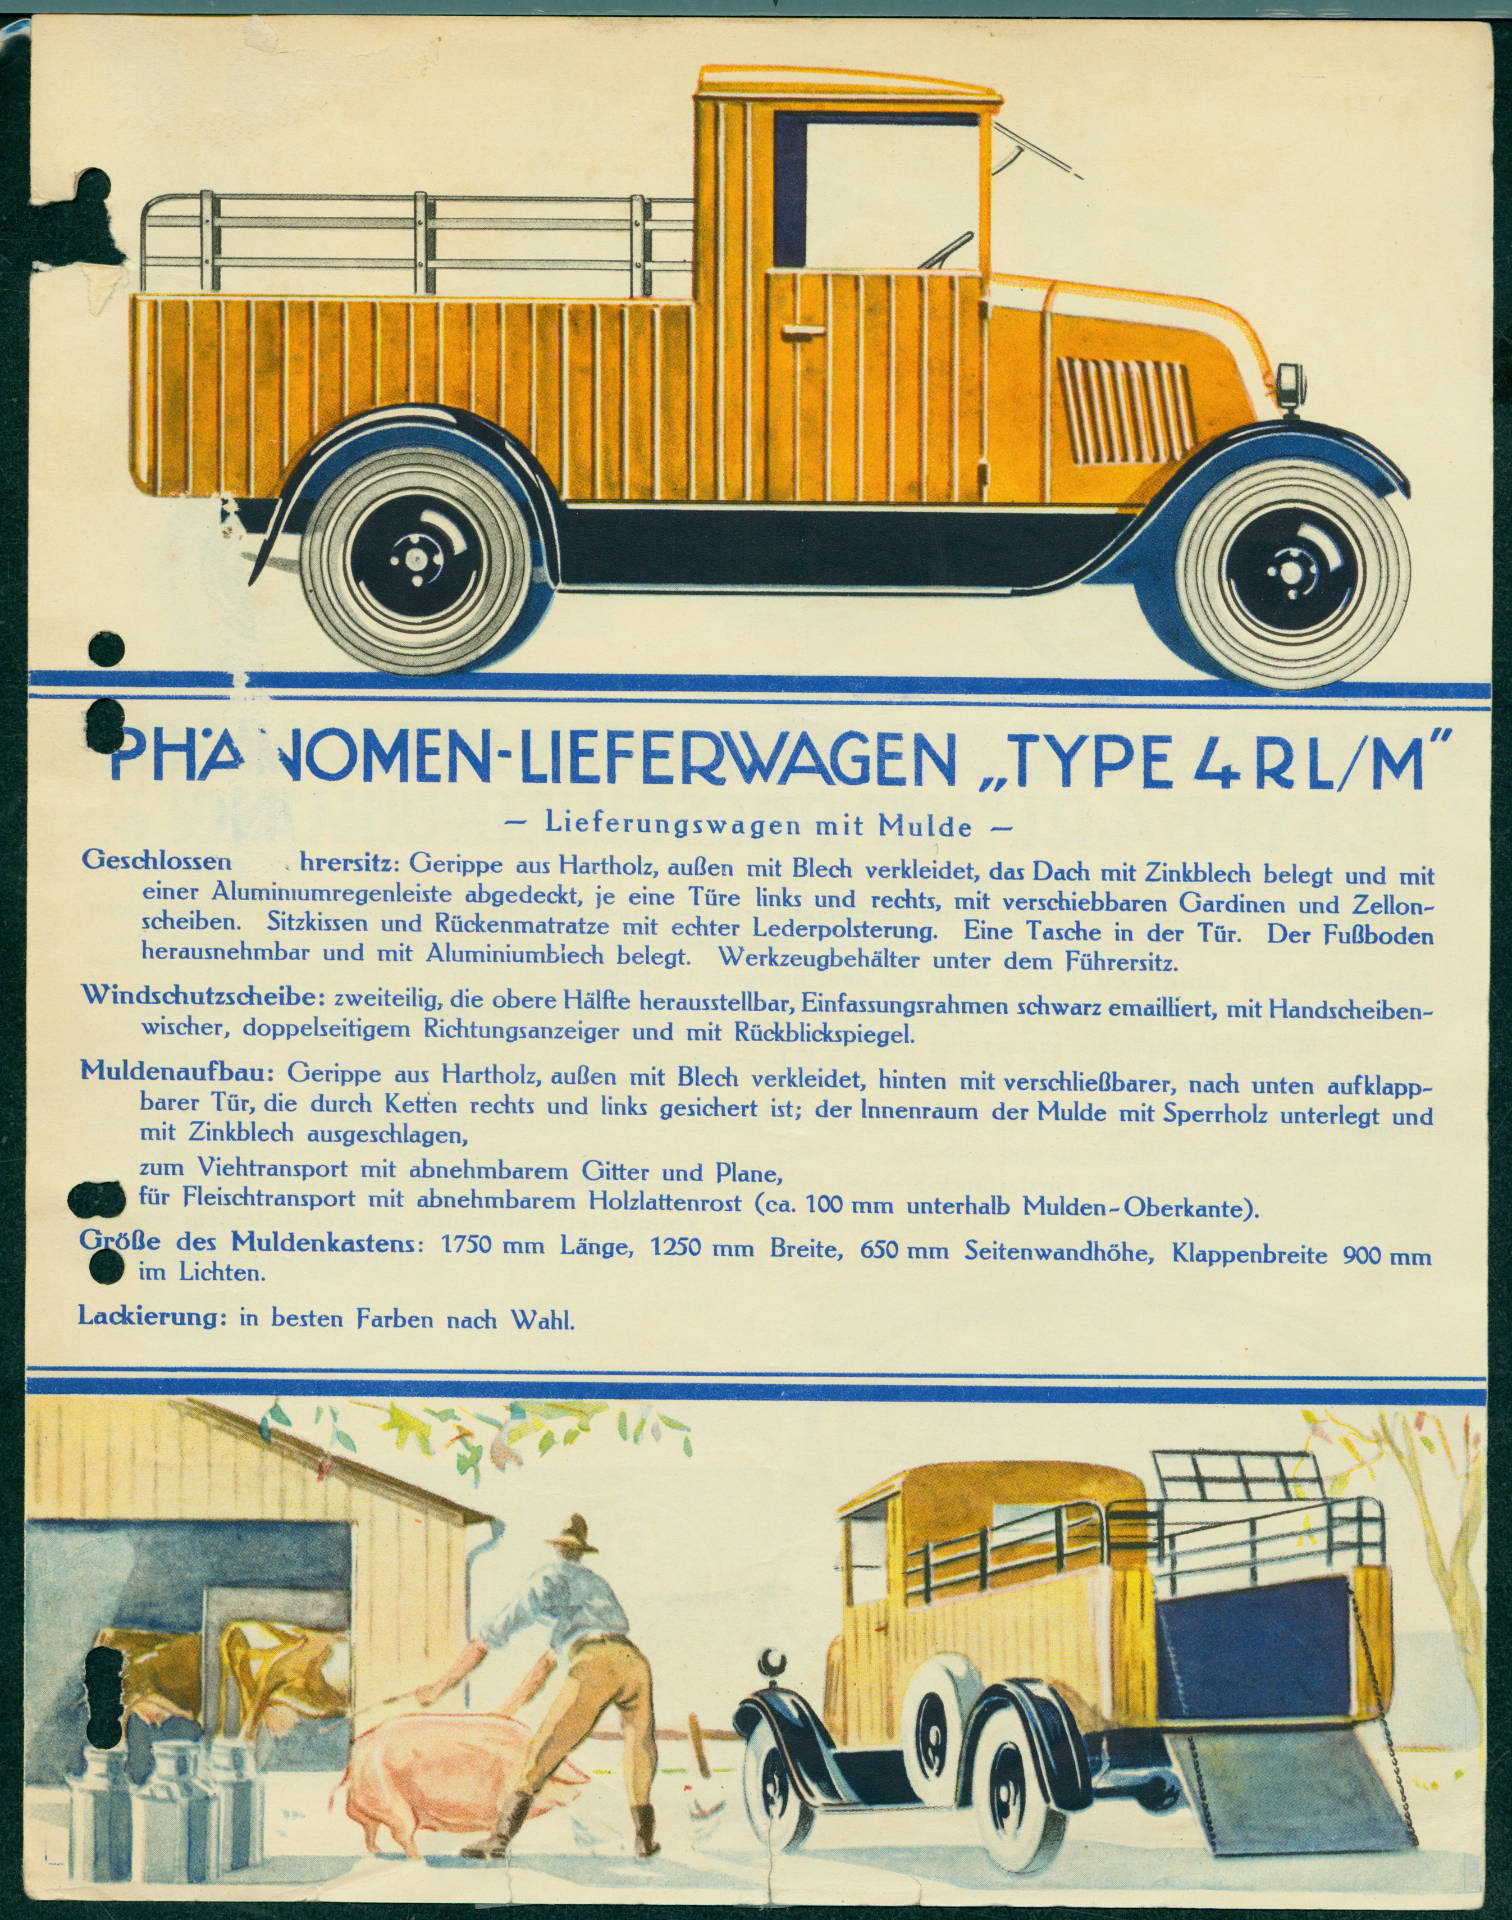 PHÄNOMEN-LIEFERWAGEN „TYPE 4RL/M“
— Lieferungswagen mit Mulde —
Geschlossen hrersitz: Gerippe aus Hartholz, außen mit Blech verkleidet, das Dach mit Zinkblech belegt und mit
einer Aluminiumregenleiste abgedeckt, je eine Türe links und rechts, mit verschiebbaren Gardinen und Zellon-
scheiben. Sitzkissen und Rückenmatratze mit echter Lederpolsterung. Eine Tasche in der Tür. Der Fußboden
herausnehmbar und mit Aluminiumblech belegt. Werkzeugbehälter unter dem Führersitz.
Windschutzscheibe: zweiteilig, die obere Hälfte herausstellbar, Einfassungsrahmen schwarz emailliert, mit Handscheiben-
wischer, doppelseitigem Richtungsanzeiger und mit Rückblickspiegel.
Muldenaufbau: Gerippe aus Hartholz, außen mit Blech verkleidet, hinten mit verschließbarer, nach unten aufklapp-
barer Tür, die durch Ketten rechts und links gesichert ist; der Innenraum der Mulde mit Sperrholz unterlegt und
mit Zinkblech ausgeschlagen,
zum Viehtransport mit abnehmbarem Gitter und Plane,
für Fleischtransport mit abnehmbarem Holzlattenrost (ca. 100 mm unterhalb Mulden-Oberkante).
Größe des Muldenkastens: 1750 mm Länge, 1250 mm Breite, 650 mm Seitenwandhöhe, Klappenbreite 900 mm
im Lichten.
Lackierung: in besten Farben nach Wahl.